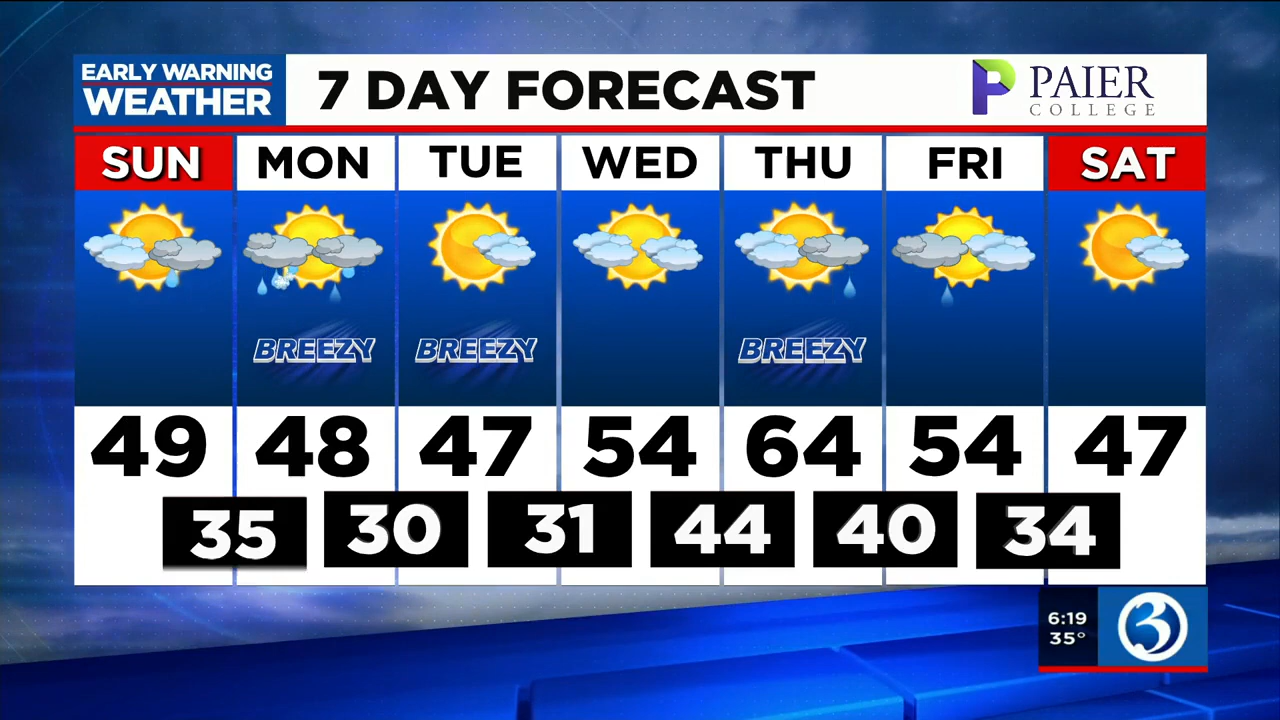 EARLY WARNING
WEATHER
7 DAY FORECAST
PAIER
COLLEGE
SUN MON TUE WED THU FRI SAT
BREEZY BREEZY BREEZY
49 48 47 54 64 54 47
35 30 31 44 40 34
6:19
35°
3